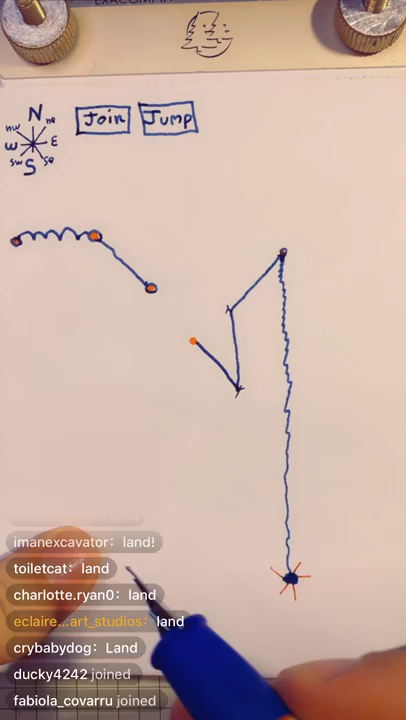 EXACOMPTA
N
nw ne
W E
sw se
S
Join Jump
imanexcavator: land!
toiletcat: land
charlotte.ryan0: land
eclaire...art_studios: land
crybabydog: Land
ducky4242 joined
fabiola_covarru joined